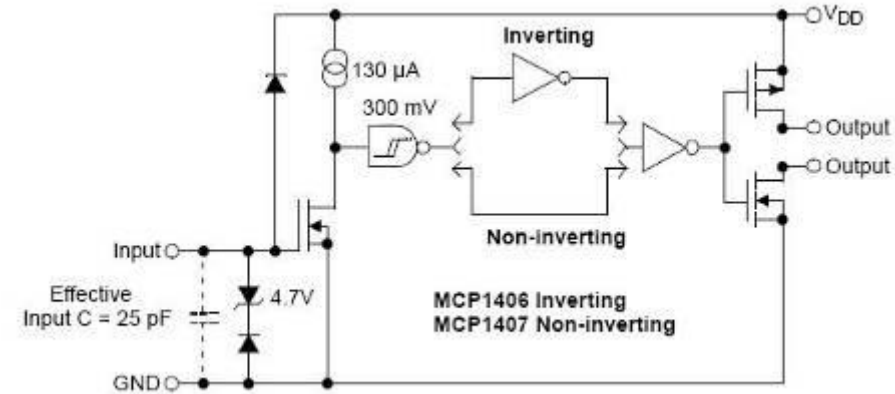 VDD
Inverting
130 µA
300 mV
Output
Output
Non-inverting
Input
4.7V
Effective
Input C = 25 pF
MCP1406 Inverting
MCP1407 Non-inverting
GND